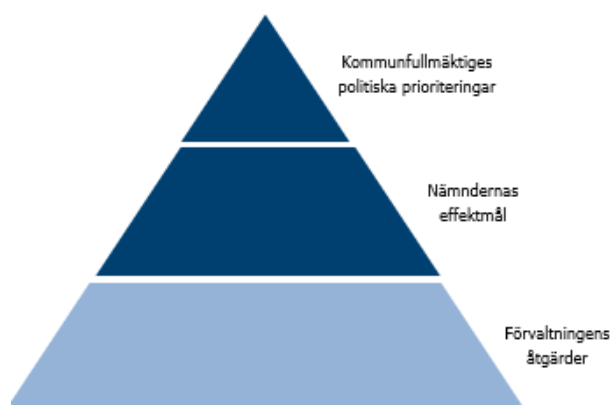 Kommunfullmäktiges
politiska prioriteringar
Nämndernas
effektmål
Förvaltningens
åtgärder